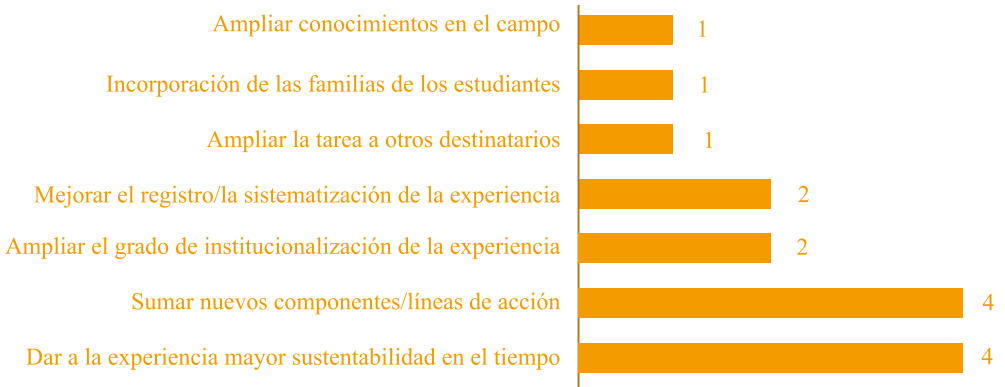 Ampliar conocimientos en el campo 1
Incorporación de las familias de los estudiantes 1
Ampliar la tarea a otros destinatarios 1
Mejorar el registro/la sistematización de la experiencia 2
Ampliar el grado de institucionalización de la experiencia 2
Sumar nuevos componentes/líneas de acción 4
Dar a la experiencia mayor sustentabilidad en el tiempo 4